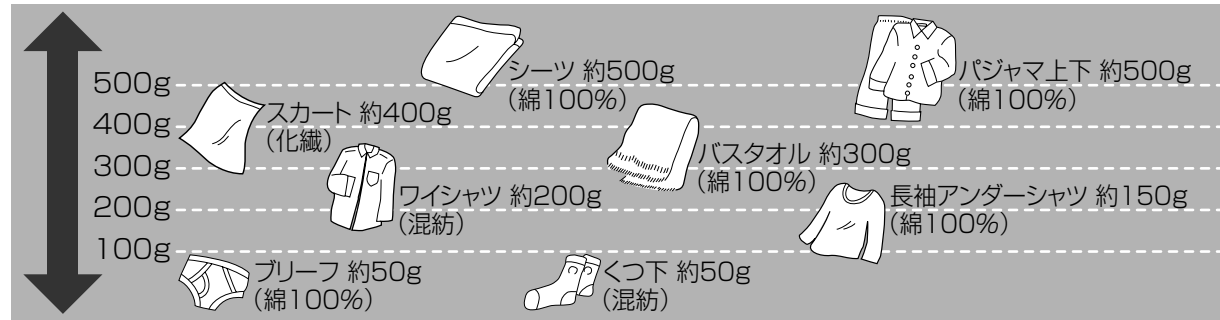 500g
400g
300g
200g
100g
シーツ 約500g
(綿100%)
パジャマ上下 約500g
(綿100%)
スカート 約400g
(化繊)
バスタオル 約300g
(綿100%)
ワイシャツ 約200g
(混紡)
長袖アンダーシャツ 約150g
(綿100%)
ブリーフ 約50g
(綿100%)
くつ下 約50g
(混紡)